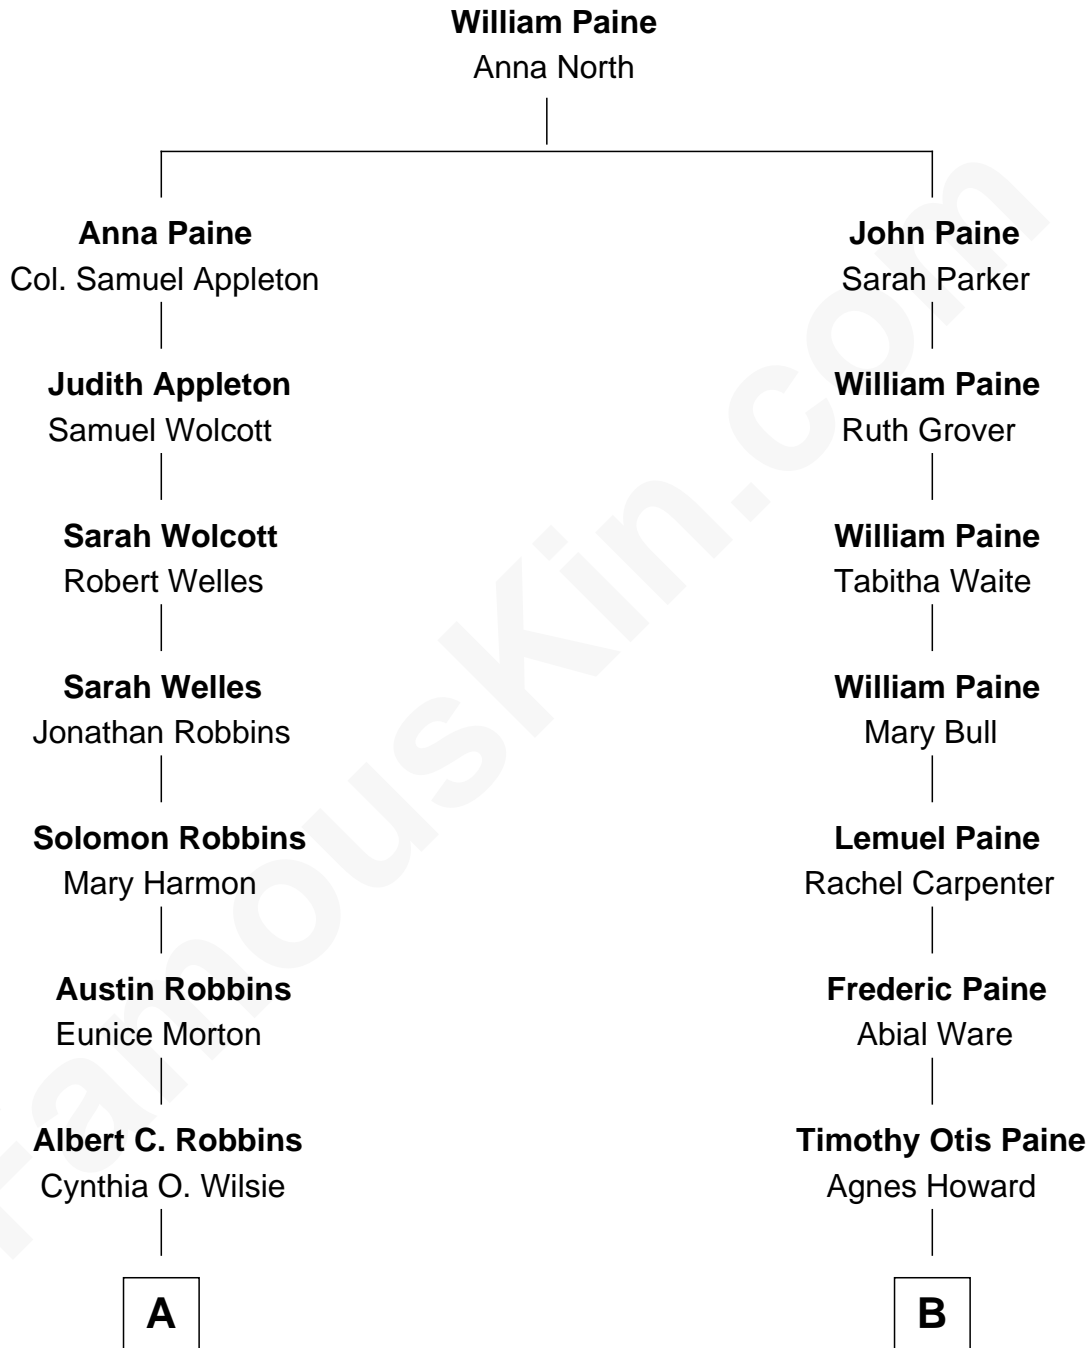 William Paine
Anna North
Anna Paine
Col. Samuel Appleton
John Paine
Sarah Parker
Judith Appleton
Samuel Wolcott
William Paine
Ruth Grover
Sarah Wolcott
Robert Welles
William Paine
Tabitha Waite
Sarah Welles
Jonathan Robbins
William Paine
Mary Bull
Solomon Robbins
Mary Harmon
Lemuel Paine
Rachel Carpenter
Austin Robbins
Eunice Morton
Frederic Paine
Abial Ware
Albert C. Robbins
Cynthia O. Wilsie
Timothy Otis Paine
Agnes Howard
A
B
FamousKin.com